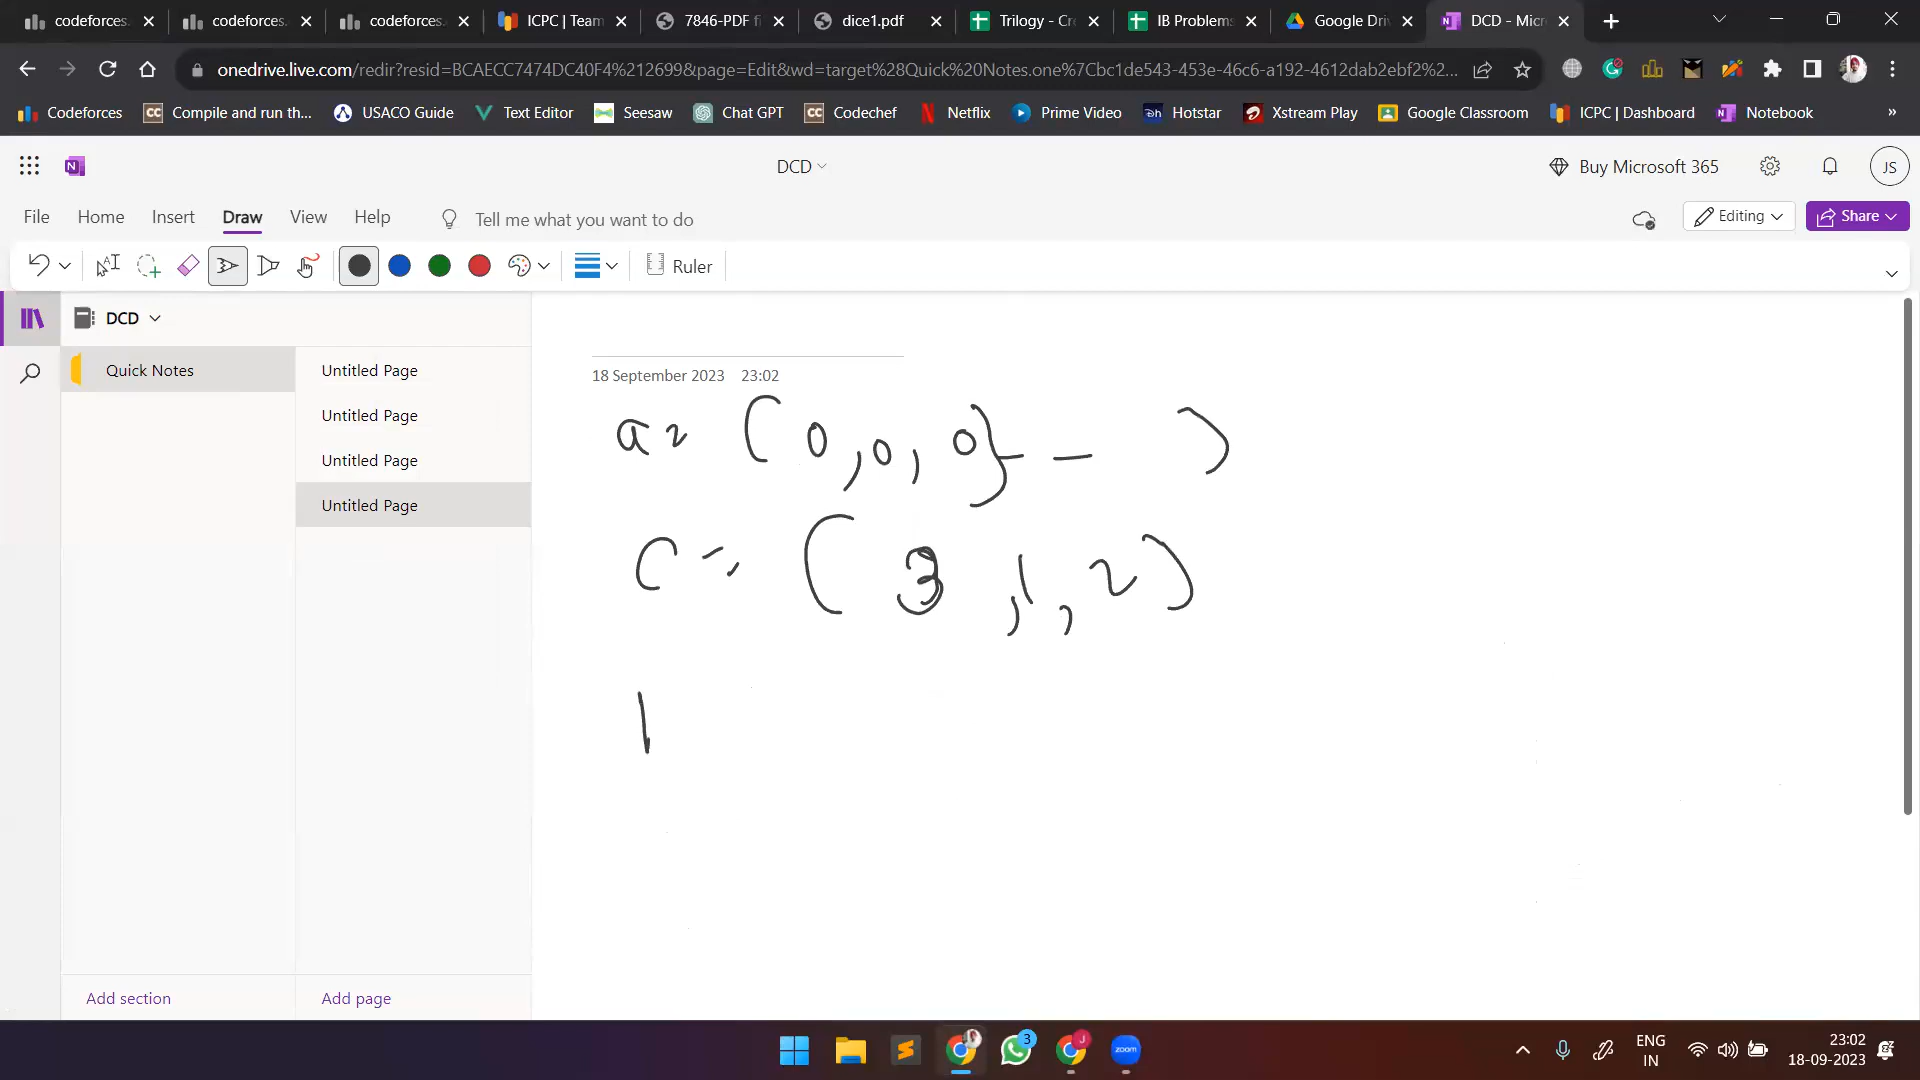 codeforces.
codeforces.
codeforces.
ICPC | Team
7846-PDF fi
dice1.pdf
Trilogy - Cr
IB Problems
Google Driv
DCD - Micr
onedrive.live.com/redir?resid=BCAECC7474DC40F4%212699&page=Edit&wd=target%28Quick%20Notes.one%7Cbc1de543-453e-46c6-a192-4612dab2ebf2%2...
Codeforces
Compile and run th...
USACO Guide
Text Editor
Seesaw
Chat GPT
Codechef
Netflix
Prime Video
Hotstar
Xstream Play
Google Classroom
ICPC | Dashboard
Notebook
»
DCD
Buy Microsoft 365
JS
File Home Insert Draw View Help
Tell me what you want to do
Editing
Share
Ruler
DCD
Quick Notes
Untitled Page
Untitled Page
Untitled Page
Untitled Page
18 September 2023 23:02
a= (0,0,0}-- )
C = (3,1,2)
Add section
Add page
3
J
zoom
ENG
IN
23:02
18-09-2023